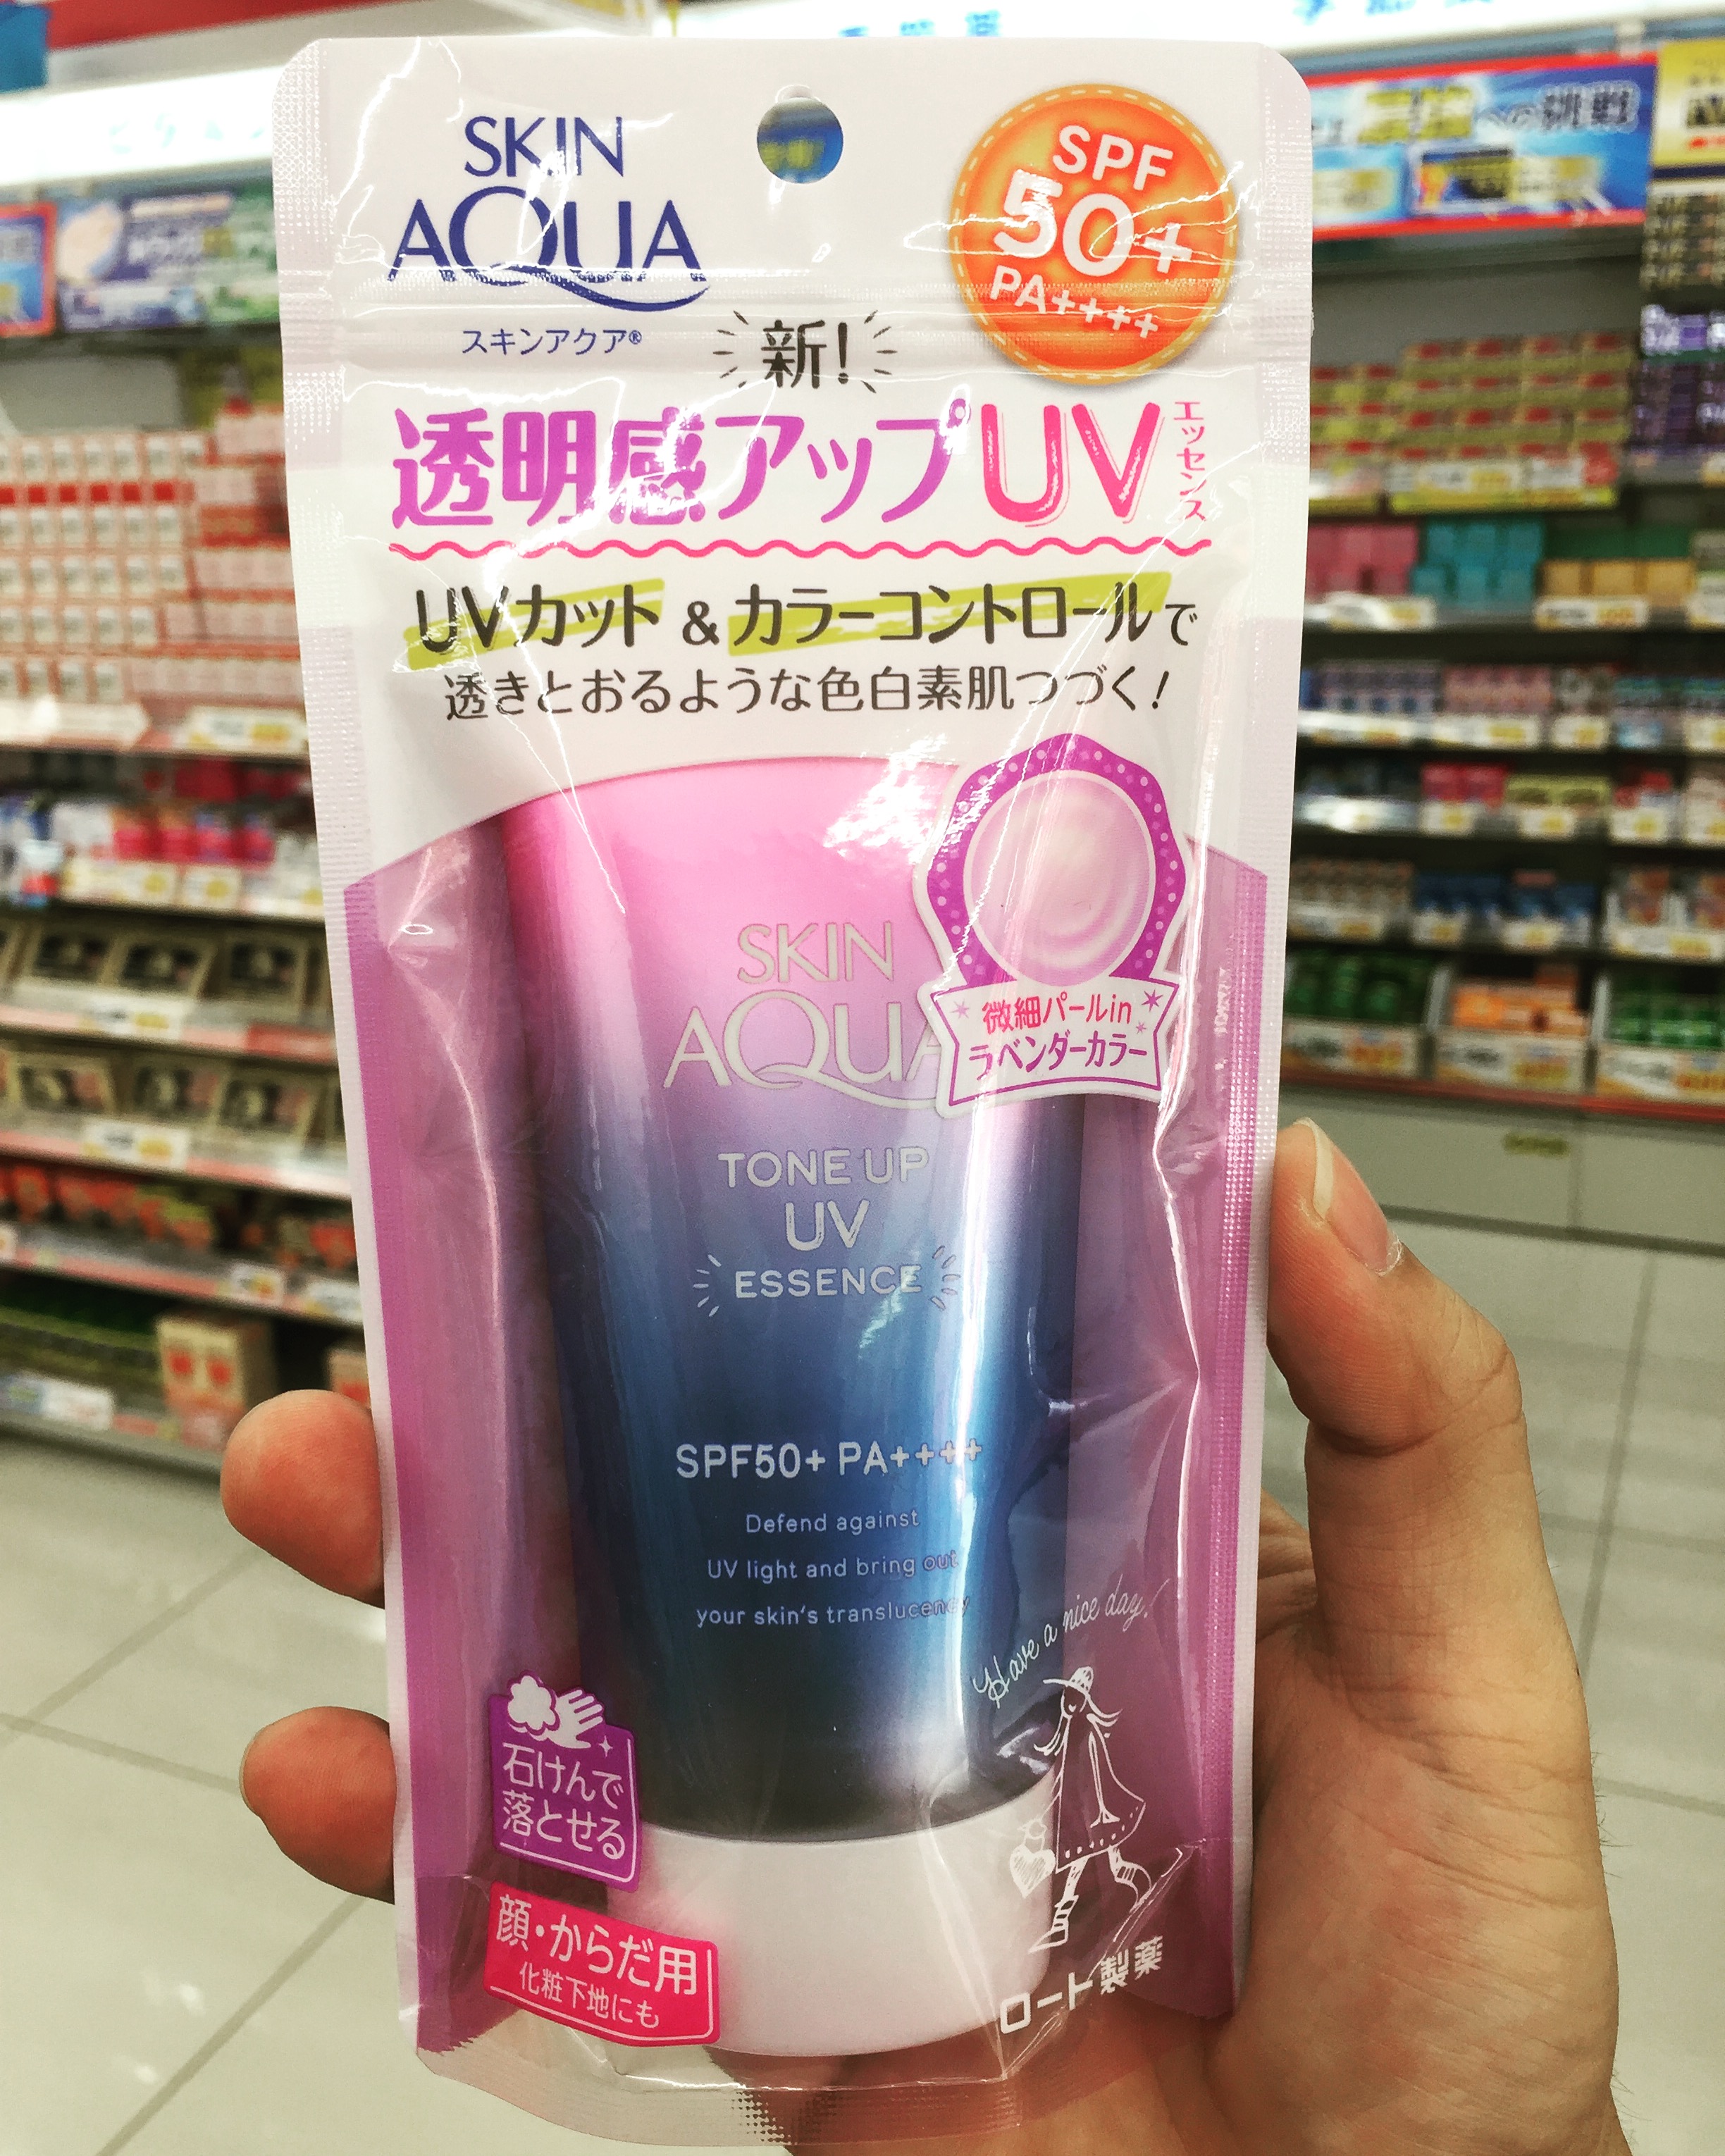 SKIN
AQUA
スキンアクア®
SPF
50+
PA++++
新!
透明感アップUV
エッセンス
UVカット & カラーコントロールで
透きとおるような色白素肌つづく!
SKIN
AQUA
微細パールin
ラベンダーカラー
TONE UP
UV
ESSENCE
SPF50+ PA++++
Defend against
UV light and bring out
your skin's translucency
Have a nice day!
石けんで
落とせる
顔・からだ用
化粧下地にも
ロート製薬
への挑戦